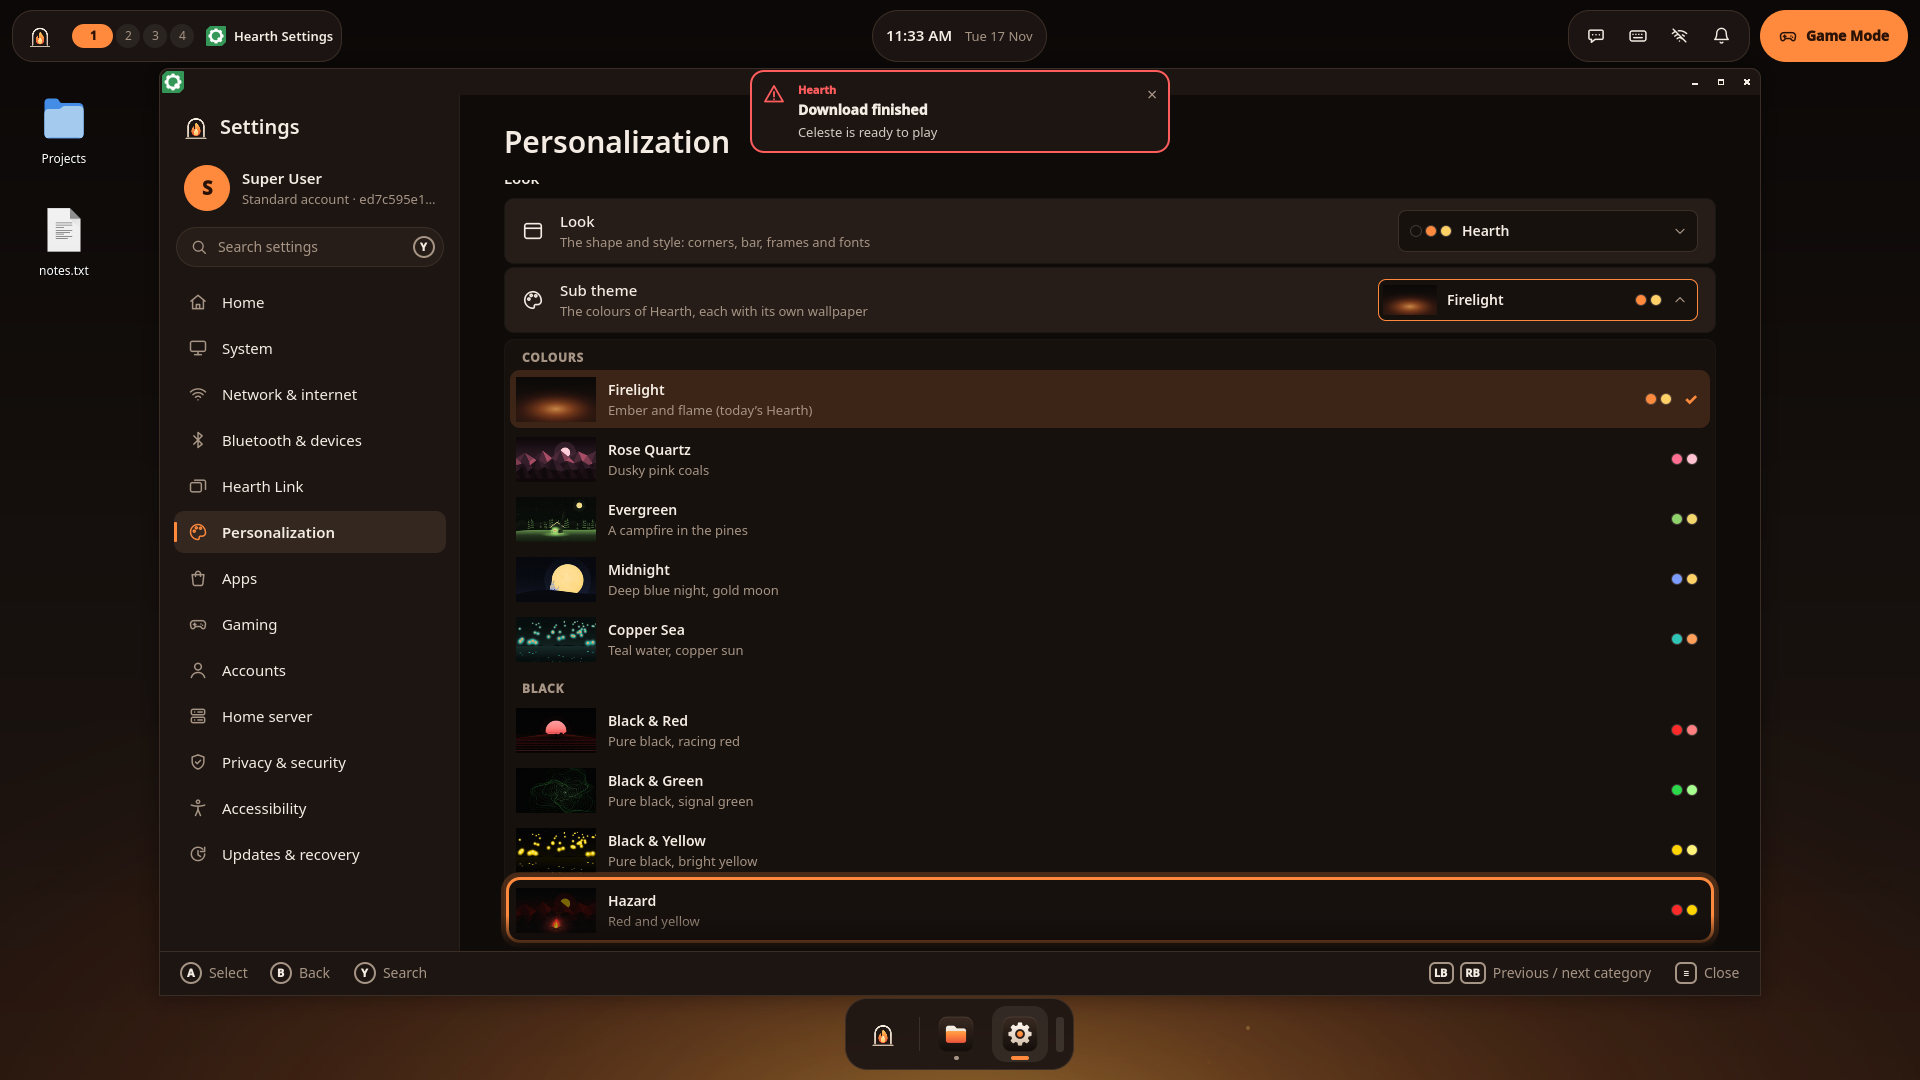 1 2 3 4 Hearth Settings
11:33 AM Tue 17 Nov
Game Mode
Projects
notes.txt
Hearth
Download finished
Celeste is ready to play
Settings
Super User
Standard account · ed7c595e1...
Search settings Y
Home
System
Network & internet
Bluetooth & devices
Hearth Link
Personalization
Apps
Gaming
Accounts
Home server
Privacy & security
Accessibility
Updates & recovery
Personalization
LOOK
Look
The shape and style: corners, bar, frames and fonts
Hearth
Sub theme
The colours of Hearth, each with its own wallpaper
Firelight
COLOURS
Firelight
Ember and flame (today's Hearth)
Rose Quartz
Dusky pink coals
Evergreen
A campfire in the pines
Midnight
Deep blue night, gold moon
Copper Sea
Teal water, copper sun
BLACK
Black & Red
Pure black, racing red
Black & Green
Pure black, signal green
Black & Yellow
Pure black, bright yellow
Hazard
Red and yellow
A Select B Back Y Search
LB RB Previous / next category Close